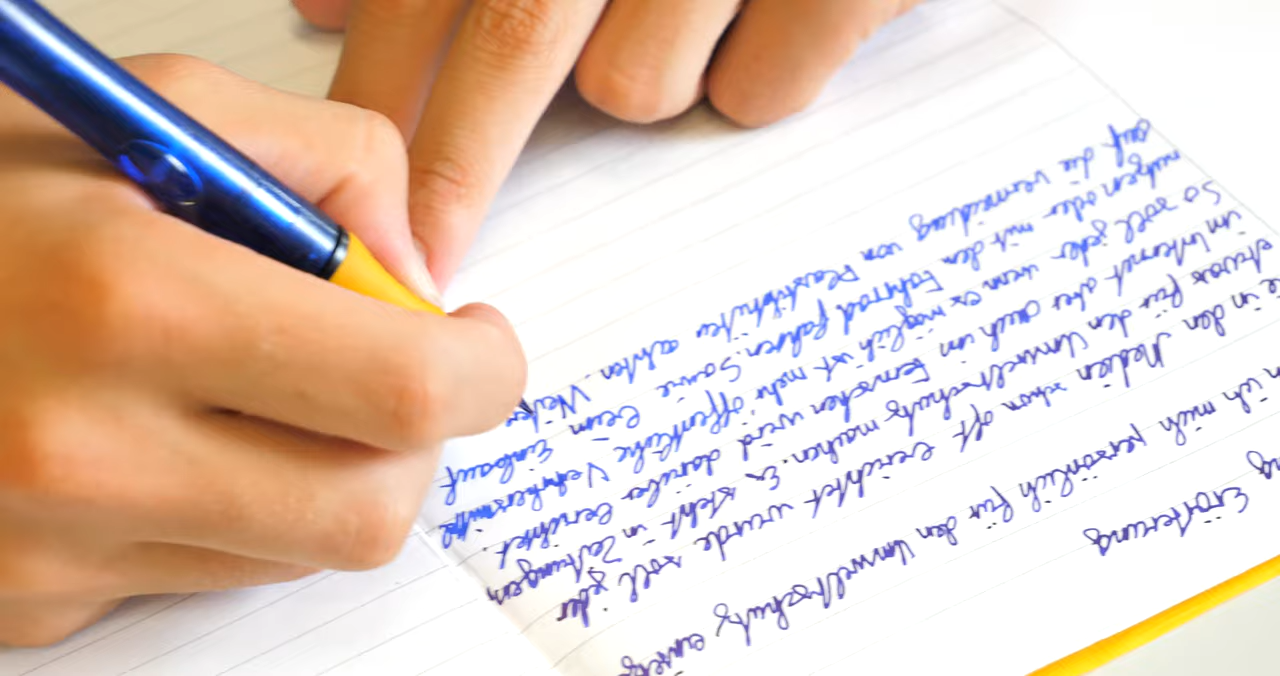 Erörterung
ich mich persönlich für den Umweltschutz
in den Medien schon oft berichtet wurde soll jeder
etwas für den Umweltschutz machen. Es steht in Zeitungen
im Internet aber auch im Fernsehen wird darüber berichtet.
So soll jeder wenn es möglich ist mehr öffentliche
nutzen oder mit dem Fahrrad fahren. Sowie beim Einkauf
auf die vermeidung von Plastiktüten achten. Weiter